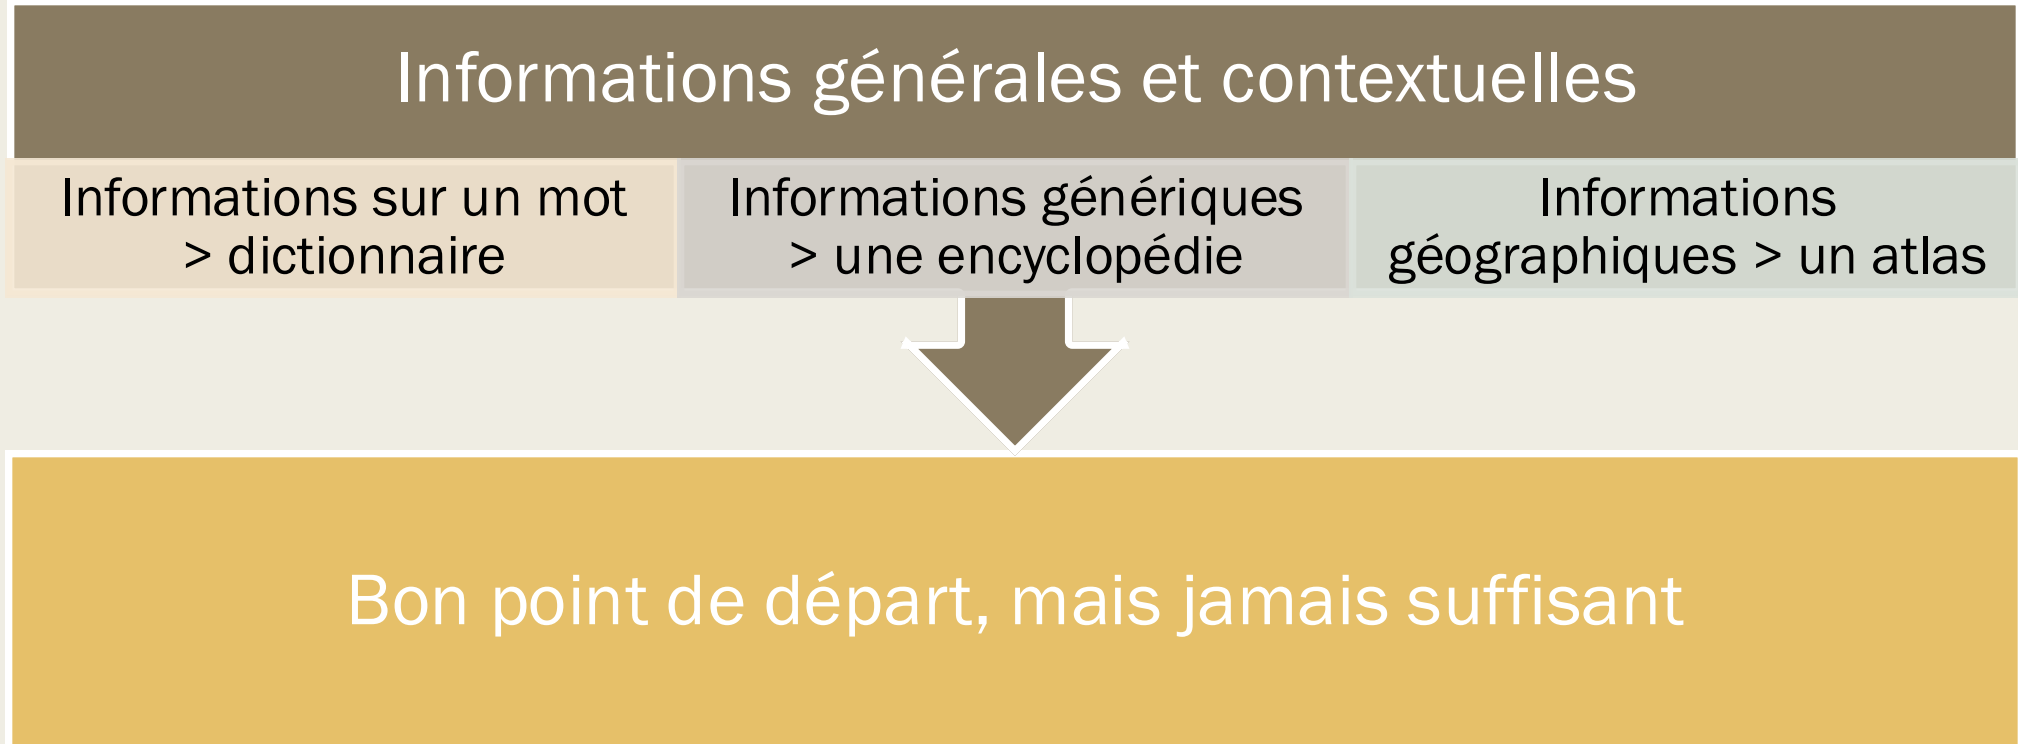 Informations générales et contextuelles
Informations sur un mot
> dictionnaire
Informations génériques
> une encyclopédie
Informations
géographiques > un atlas
Bon point de départ, mais jamais suffisant